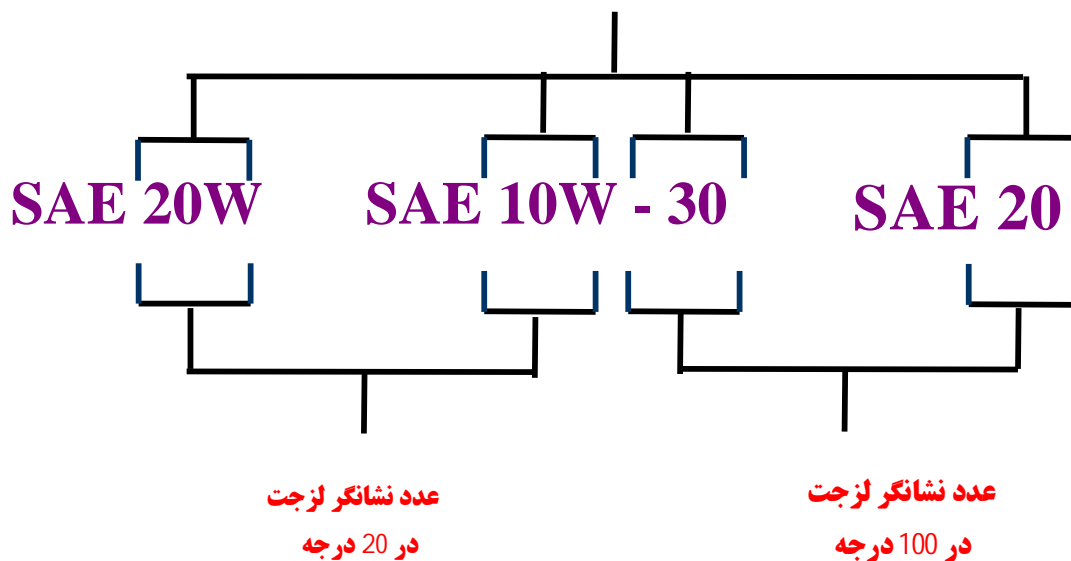 SAE 20W
SAE 10W - 30
SAE 20
عدد نشانگر لزجت
در 20 درجه
عدد نشانگر لزجت
در 100 درجه